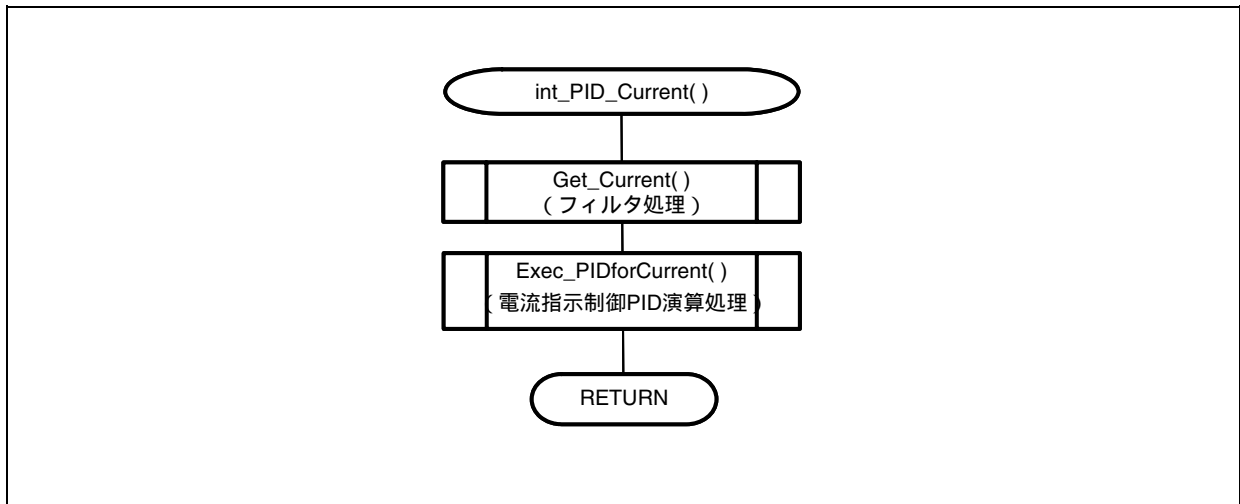 int_PID_Current( )
Get_Current( )
(フィルタ処理)
Exec_PIDforCurrent( )
(電流指示制御PID演算処理)
RETURN